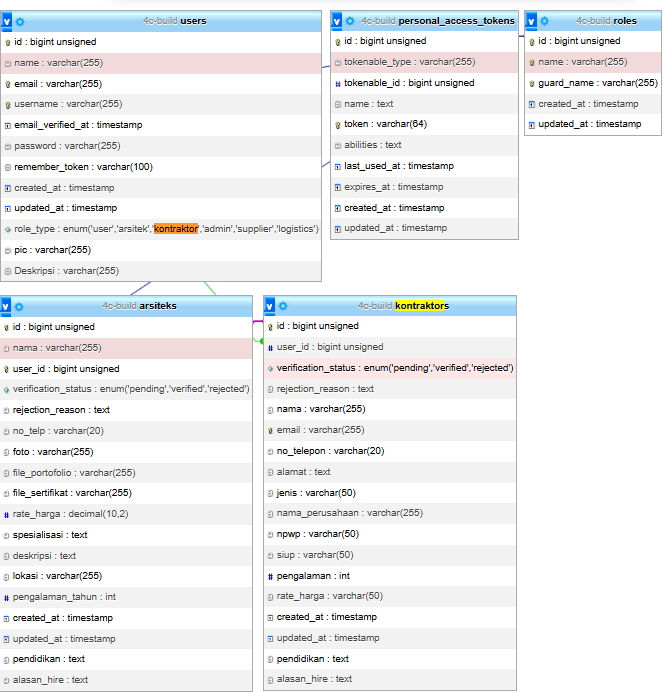 4c-build users
id : bigint unsigned
name : varchar(255)
email : varchar(255)
username : varchar(255)
email_verified_at : timestamp
password : varchar(255)
remember_token : varchar(100)
created_at : timestamp
updated_at : timestamp
role_type : enum('user','arsitek','kontraktor','admin','supplier','logistics')
pic : varchar(255)
Deskripsi : varchar(255)
4c-build personal_access_tokens
id : bigint unsigned
tokenable_type : varchar(255)
tokenable_id : bigint unsigned
name : text
token : varchar(64)
abilities : text
last_used_at : timestamp
expires_at : timestamp
created_at : timestamp
updated_at : timestamp
4c-build roles
id : bigint unsigned
name : varchar(255)
guard_name : varchar(255)
created_at : timestamp
updated_at : timestamp
4c-build arsiteks
id : bigint unsigned
nama : varchar(255)
user_id : bigint unsigned
verification_status : enum('pending','verified','rejected')
rejection_reason : text
no_telp : varchar(20)
foto : varchar(255)
file_portofolio : varchar(255)
file_sertifikat : varchar(255)
rate_harga : decimal(10,2)
spesialisasi : text
deskripsi : text
lokasi : varchar(255)
pengalaman_tahun : int
created_at : timestamp
updated_at : timestamp
pendidikan : text
alasan_hire : text
4c-build kontraktors
id : bigint unsigned
user_id : bigint unsigned
verification_status : enum('pending','verified','rejected')
rejection_reason : text
nama : varchar(255)
email : varchar(255)
no_telepon : varchar(20)
alamat : text
jenis : varchar(50)
nama_perusahaan : varchar(255)
npwp : varchar(50)
siup : varchar(50)
pengalaman : int
rate_harga : varchar(50)
created_at : timestamp
updated_at : timestamp
pendidikan : text
alasan_hire : text